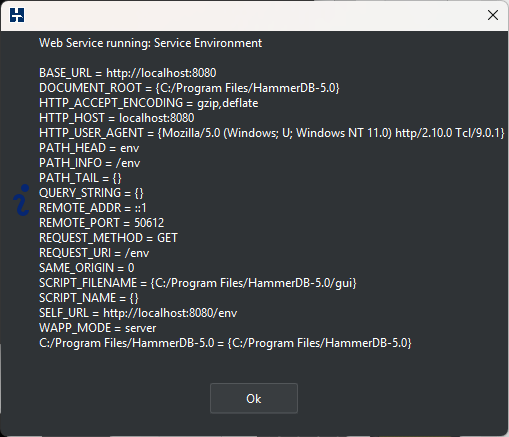 Web Service running: Service Environment
BASE_URL = http://localhost:8080
DOCUMENT_ROOT = {C:/Program Files/HammerDB-5.0}
HTTP_ACCEPT_ENCODING = gzip,deflate
HTTP_HOST = localhost:8080
HTTP_USER_AGENT = {Mozilla/5.0 (Windows; U; Windows NT 11.0) http/2.10.0 Tcl/9.0.1}
PATH_HEAD = env
PATH_INFO = /env
PATH_TAIL = {}
QUERY_STRING = {}
REMOTE_ADDR = ::1
REMOTE_PORT = 50612
REQUEST_METHOD = GET
REQUEST_URI = /env
SAME_ORIGIN = 0
SCRIPT_FILENAME = {C:/Program Files/HammerDB-5.0/gui}
SCRIPT_NAME = {}
SELF_URL = http://localhost:8080/env
WAPP_MODE = server
C:/Program Files/HammerDB-5.0 = {C:/Program Files/HammerDB-5.0}
Ok